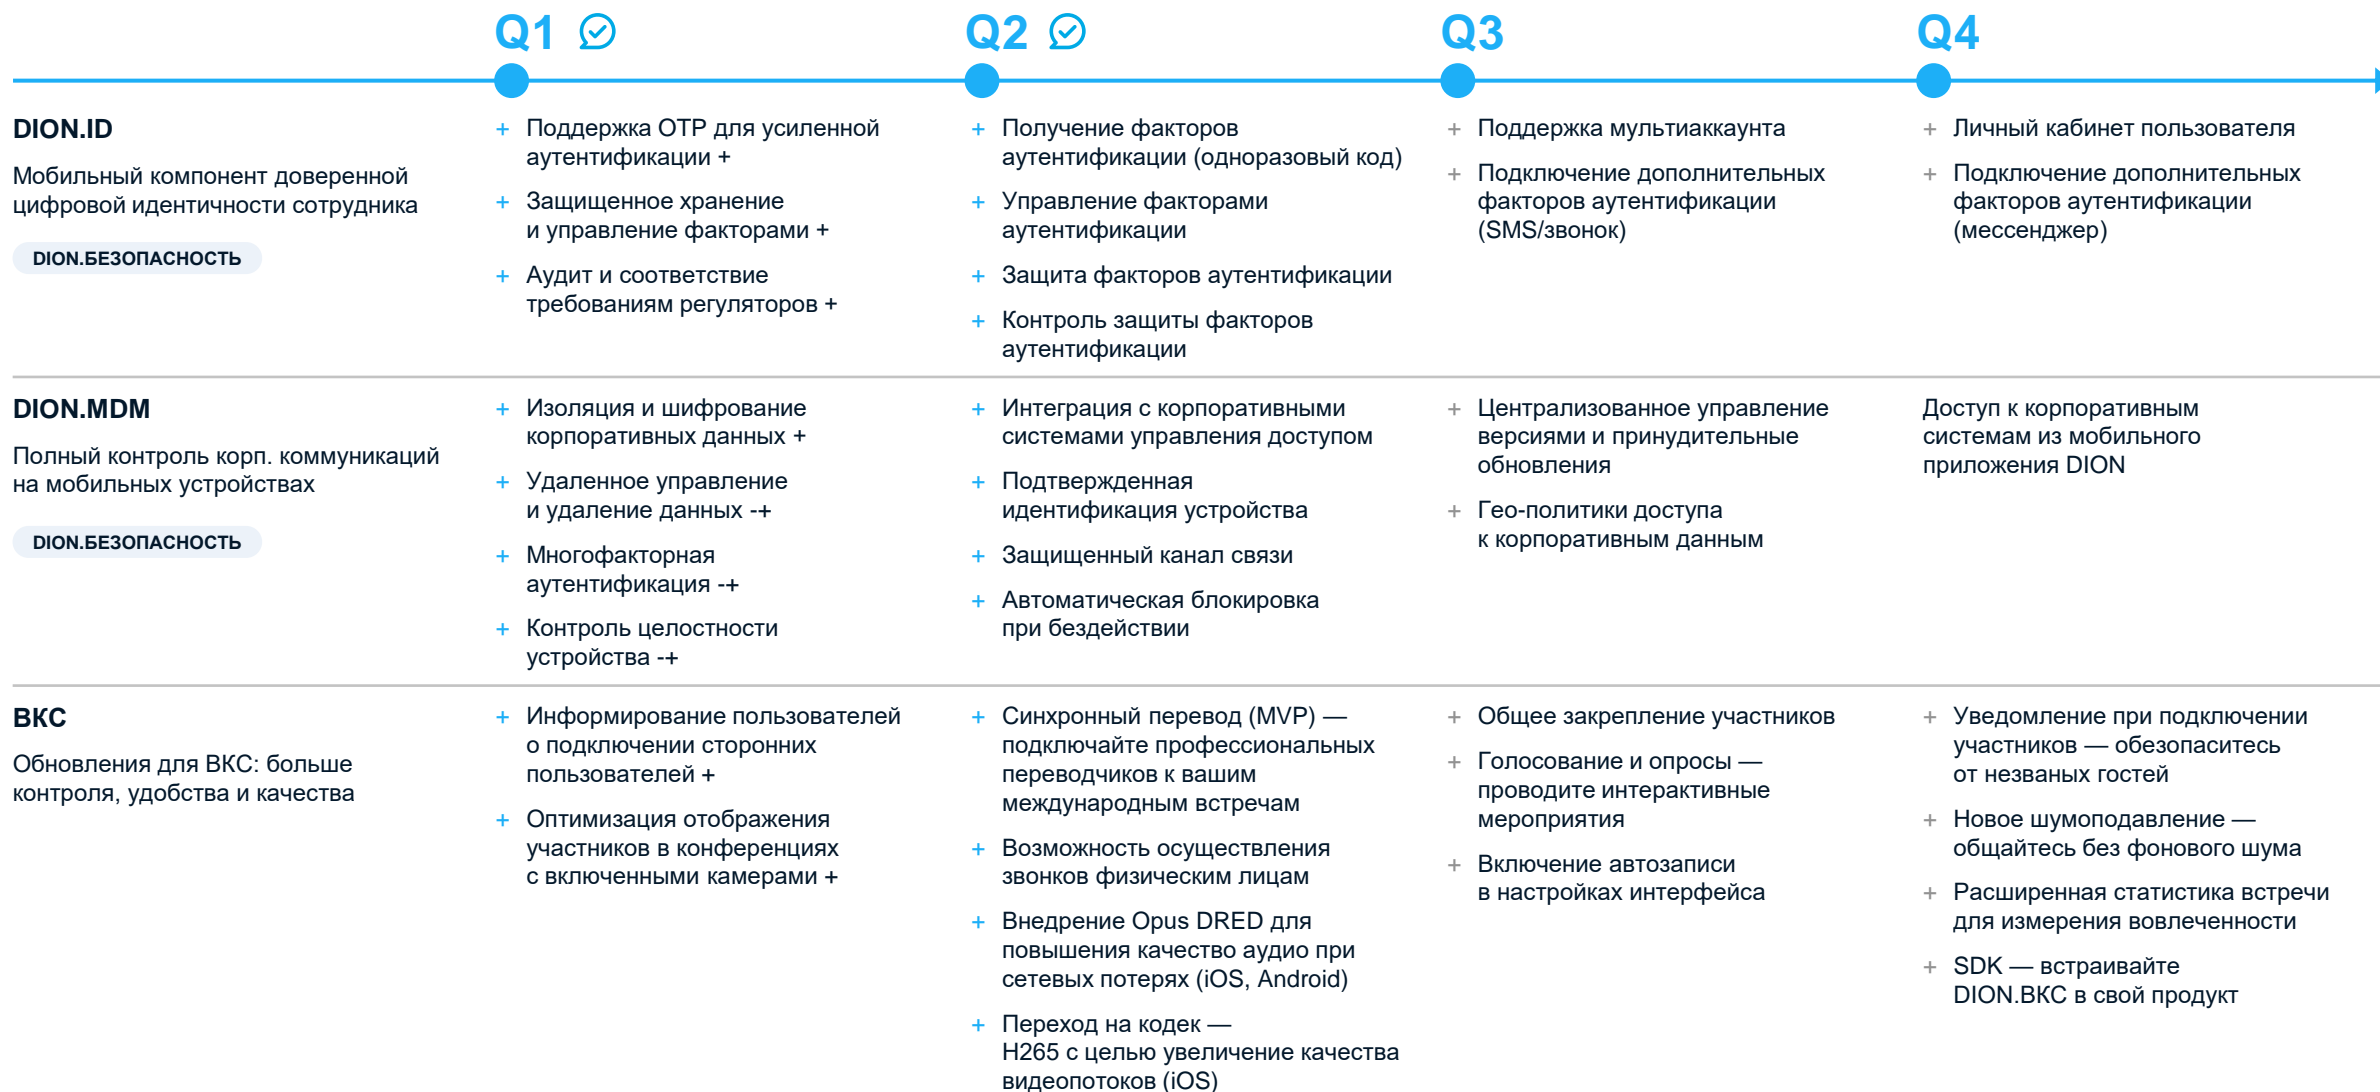 Q1
Q2
Q3
Q4
DION.ID
Мобильный компонент доверенной
цифровой идентичности сотрудника
DION.БЕЗОПАСНОСТЬ
+ Поддержка OTP для усиленной
аутентификации +
+ Защищенное хранение
и управление факторами +
+ Аудит и соответствие
требованиям регуляторов +
+ Получение факторов
аутентификации (одноразовый код)
+ Управление факторами
аутентификации
+ Защита факторов аутентификации
+ Контроль защиты факторов
аутентификации
+ Поддержка мультиаккаунта
+ Подключение дополнительных
факторов аутентификации
(SMS/звонок)
+ Личный кабинет пользователя
+ Подключение дополнительных
факторов аутентификации
(мессенджер)
DION.MDM
Полный контроль корп. коммуникаций
на мобильных устройствах
DION.БЕЗОПАСНОСТЬ
+ Изоляция и шифрование
корпоративных данных +
+ Удаленное управление
и удаление данных -+
+ Многофакторная
аутентификация -+
+ Контроль целостности
устройства -+
+ Интеграция с корпоративными
системами управления доступом
+ Подтвержденная
идентификация устройства
+ Защищенный канал связи
+ Автоматическая блокировка
при бездействии
+ Централизованное управление
версиями и принудительные
обновления
+ Гео-политики доступа
к корпоративным данным
Доступ к корпоративным
системам из мобильного
приложения DION
ВКС
Обновления для ВКС: больше
контроля, удобства и качества
+ Информирование пользователей
о подключении сторонних
пользователей +
+ Оптимизация отображения
участников в конференциях
с включенными камерами +
+ Синхронный перевод (MVP) —
подключайте профессиональных
переводчиков к вашим
международным встречам
+ Возможность осуществления
звонков физическим лицам
+ Внедрение Opus DRED для
повышения качество аудио при
сетевых потерях (iOS, Android)
+ Переход на кодек —
H265 с целью увеличение качества
видеопотоков (iOS)
+ Общее закрепление участников
+ Голосование и опросы —
проводите интерактивные
мероприятия
+ Включение автозаписи
в настройках интерфейса
+ Уведомление при подключении
участников — обезопаситесь
от незваных гостей
+ Новое шумоподавление —
общайтесь без фонового шума
+ Расширенная статистика встречи
для измерения вовлеченности
+ SDK — встраивайте
DION.ВКС в свой продукт